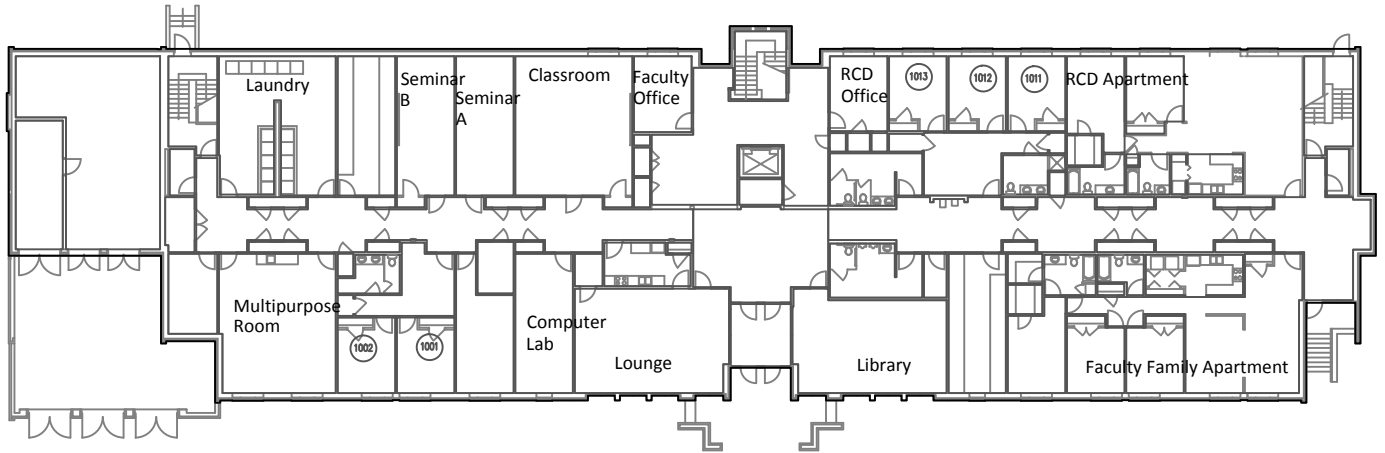 Laundry
Seminar
B
Seminar
A
Classroom
Faculty
Office
RCD
Office
1013
1012
1011
RCD Apartment
Multipurpose
Room
1002
1001
Computer
Lab
Lounge
Library
Faculty Family Apartment